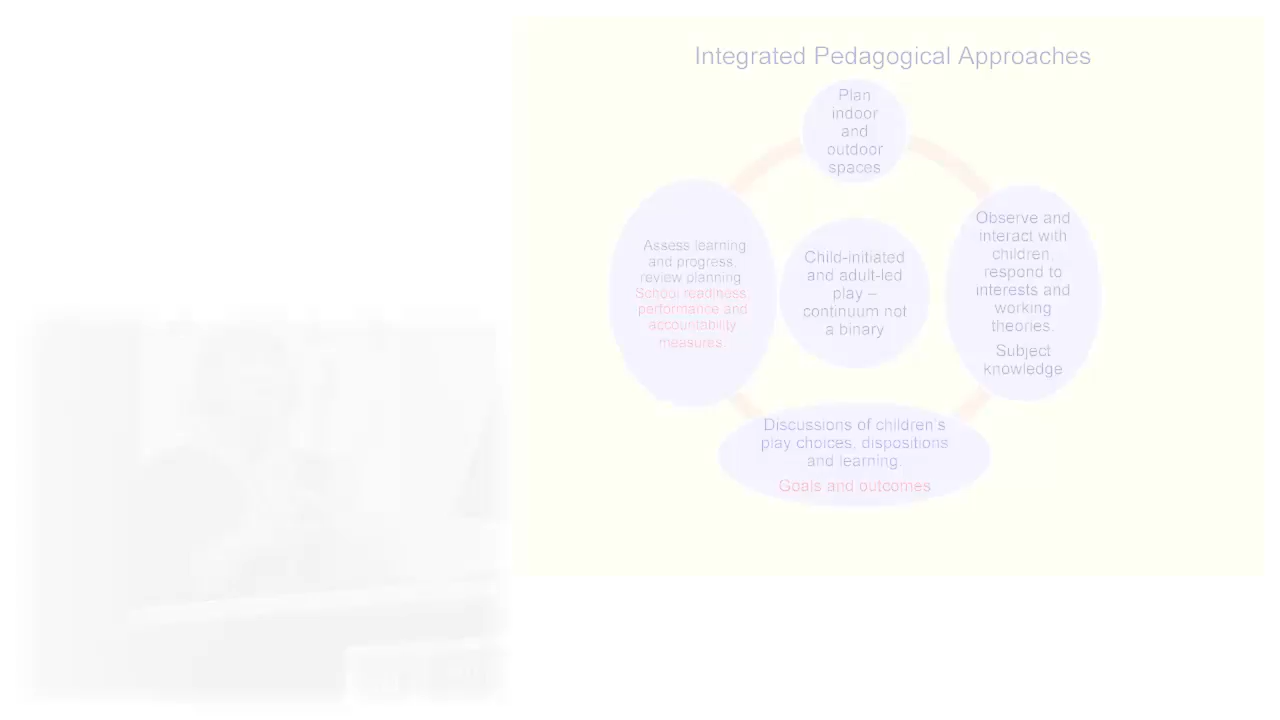 Integrated Pedagogical Approaches
Plan
indoor
and
outdoor
spaces
Assess learning
and progress,
review planning
School readiness,
performance and
accountability
measures.
Child-initiated
and adult-led
play –
continuum not
a binary
Observe and
interact with
children,
respond to
interests and
working
theories.
Subject
knowledge
Discussions of children's
play choices, dispositions
and learning
Goals and outcomes